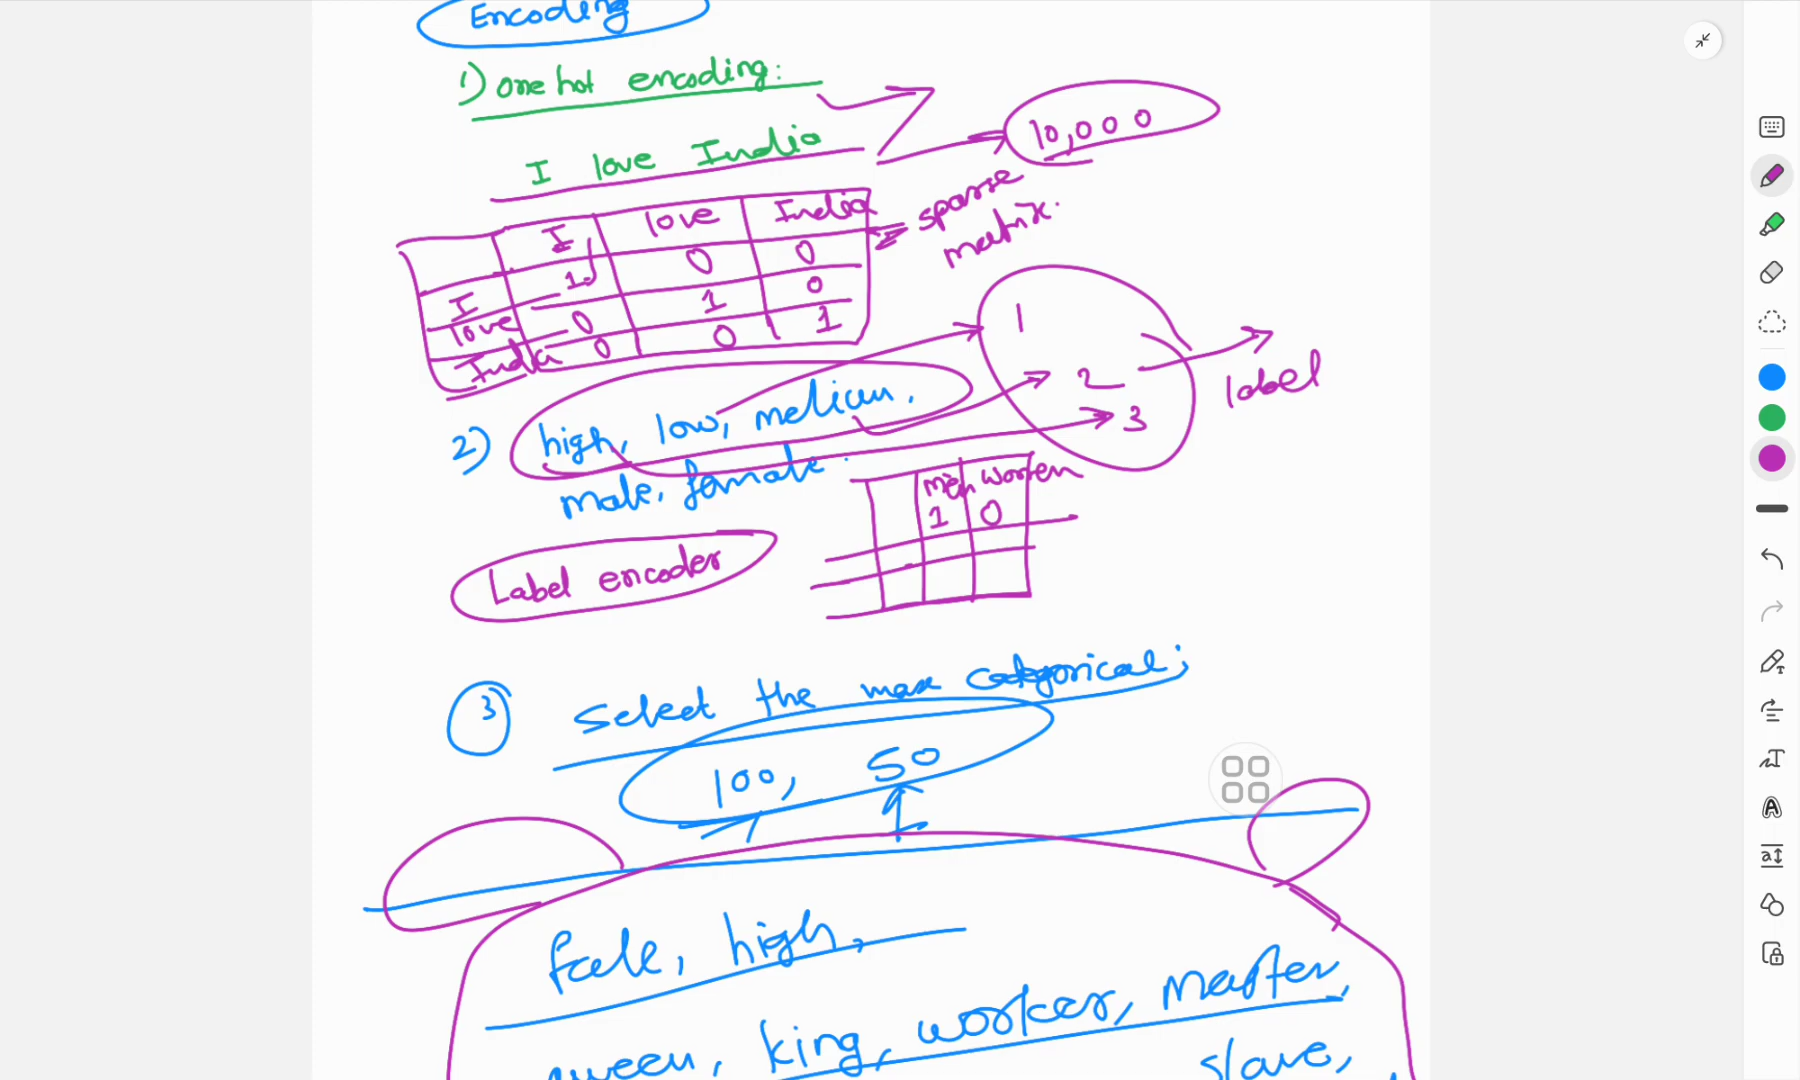 Encoding
1) one hot encoding:
I love India
10,000
sparse
matrix.
I love India
I 1 0 0
love 0 1 0
India 0 0 1
1
2
3
label
2) high, low, medium.
male, female.
men women
1 0
Label encoder
3 select the max categorical;
100, 50
high,
queen, king, worker, master,
slave,